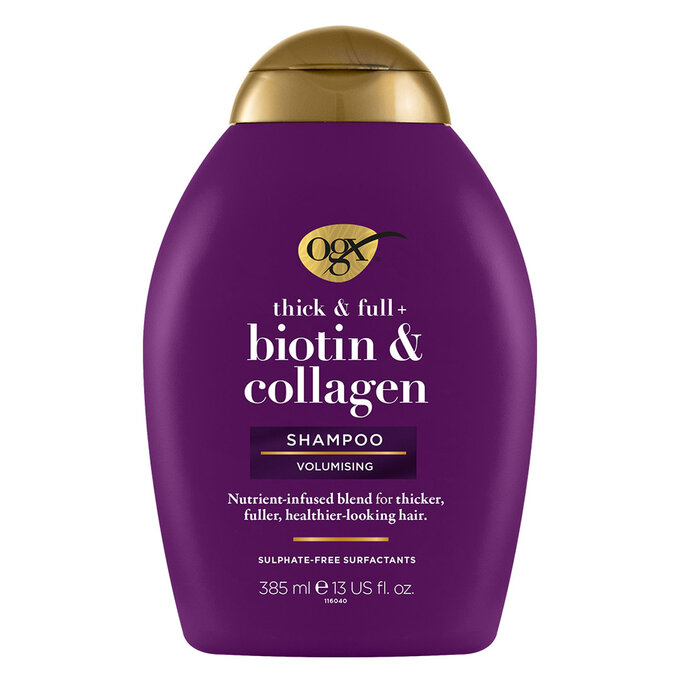 ogx
thick & full+
biotin &
collagen
SHAMPOO
VOLUMISING
Nutrient-infused blend for thicker,
fuller, healthier-looking hair.
SULPHATE-FREE SURFACTANTS
385 ml ℮ 13 US fl. oz.
116040